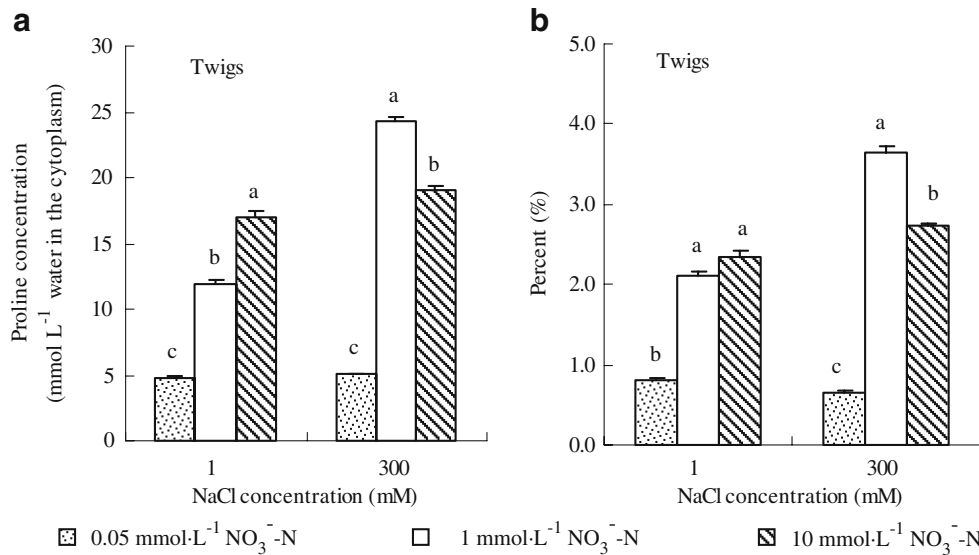 a
Proline concentration
(mmol L⁻¹ water in the cytoplasm)
30
25
20
15
10
5
0
Twigs
c
b
a
c
a
b
1
300
NaCl concentration (mM)
b
Percent (%)
5.0
4.0
3.0
2.0
1.0
0.0
Twigs
b
a
a
c
a
b
1
300
NaCl concentration (mM)
0.05 mmol·L⁻¹ NO₃⁻-N
1 mmol·L⁻¹ NO₃⁻-N
10 mmol·L⁻¹ NO₃⁻-N